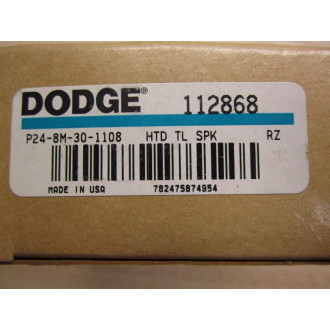 DODGE® 112868
P24-8M-30-1108 HTD TL SPK RZ
MADE IN USA 782475874954